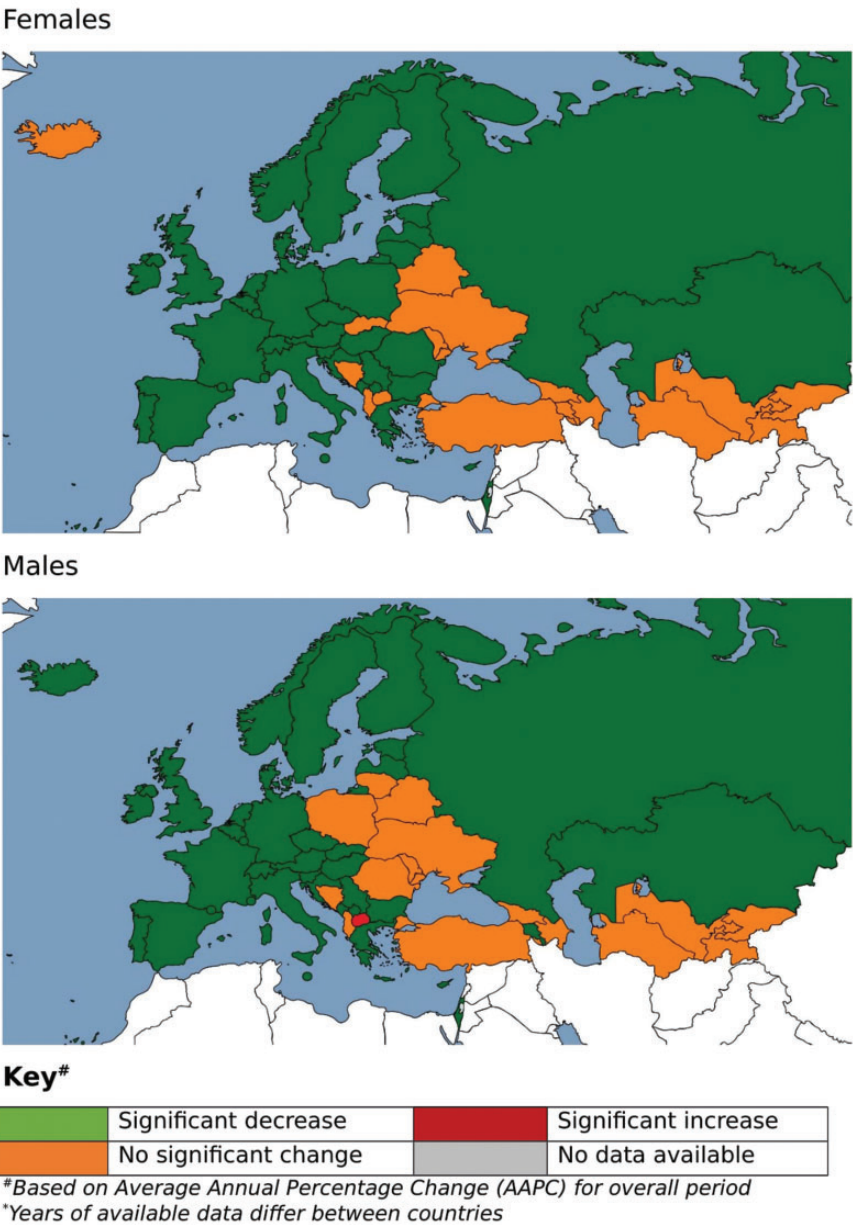 Females
Males
Key#
Significant decrease
Significant increase
No significant change
No data available
#Based on Average Annual Percentage Change (AAPC) for overall period
*Years of available data differ between countries